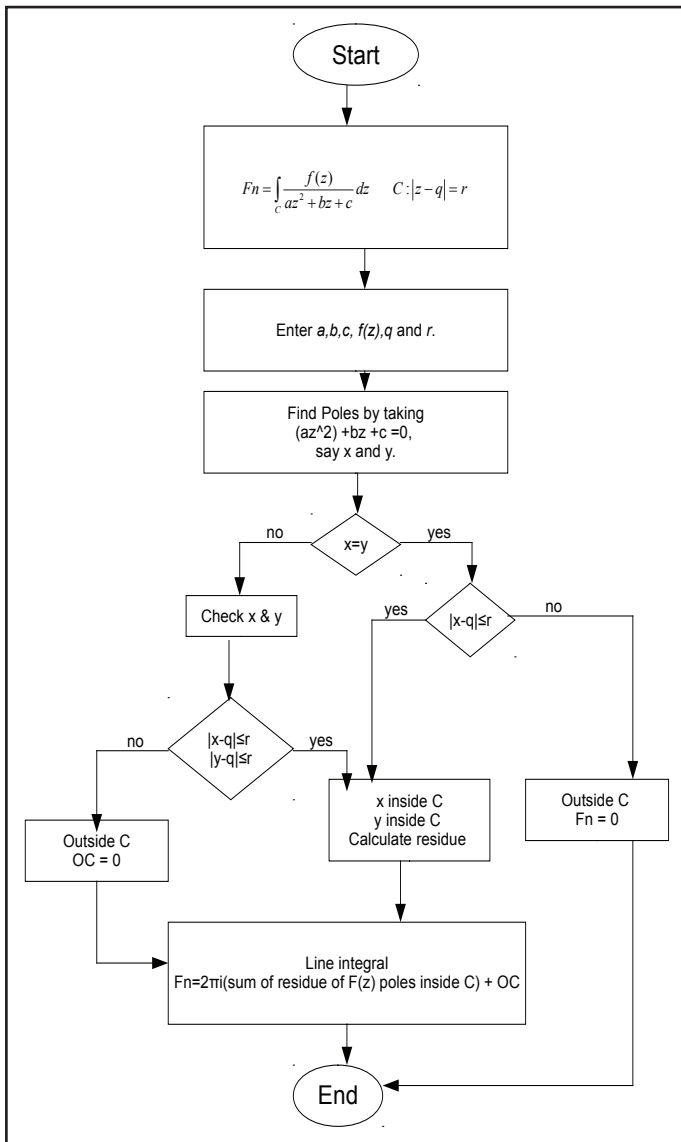 Start
Fn = ∫_C f(z) / (az² + bz + c) dz   C : |z − q| = r
Enter a,b,c, f(z),q and r.
Find Poles by taking
(az^2) +bz +c =0,
say x and y.
no
x=y
yes
Check x & y
yes
|x-q|≤r
no
no
|x-q|≤r
|y-q|≤r
yes
Outside C
OC = 0
x inside C
y inside C
Calculate residue
Outside C
Fn = 0
Line integral
Fn=2πi(sum of residue of F(z) poles inside C) + OC
End